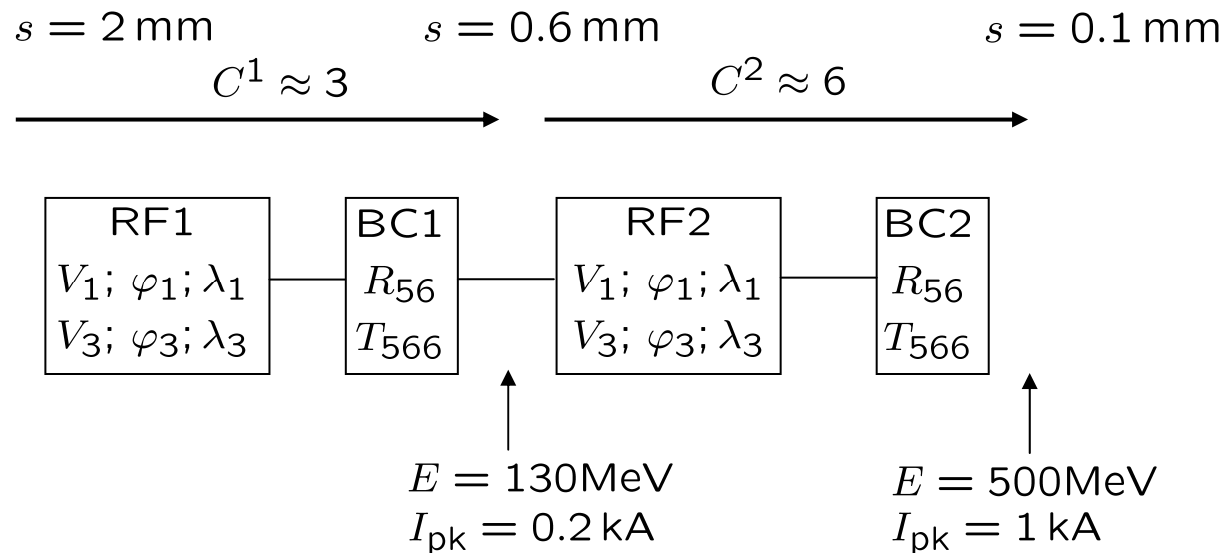 s = 2 mm
s = 0.6 mm
s = 0.1 mm
C¹ ≈ 3
C² ≈ 6
RF1
V₁; φ₁; λ₁
V₃; φ₃; λ₃
BC1
R₅₆
T₅₆₆
RF2
V₁; φ₁; λ₁
V₃; φ₃; λ₃
BC2
R₅₆
T₅₆₆
E = 130MeV
I_pk = 0.2 kA
E = 500MeV
I_pk = 1 kA